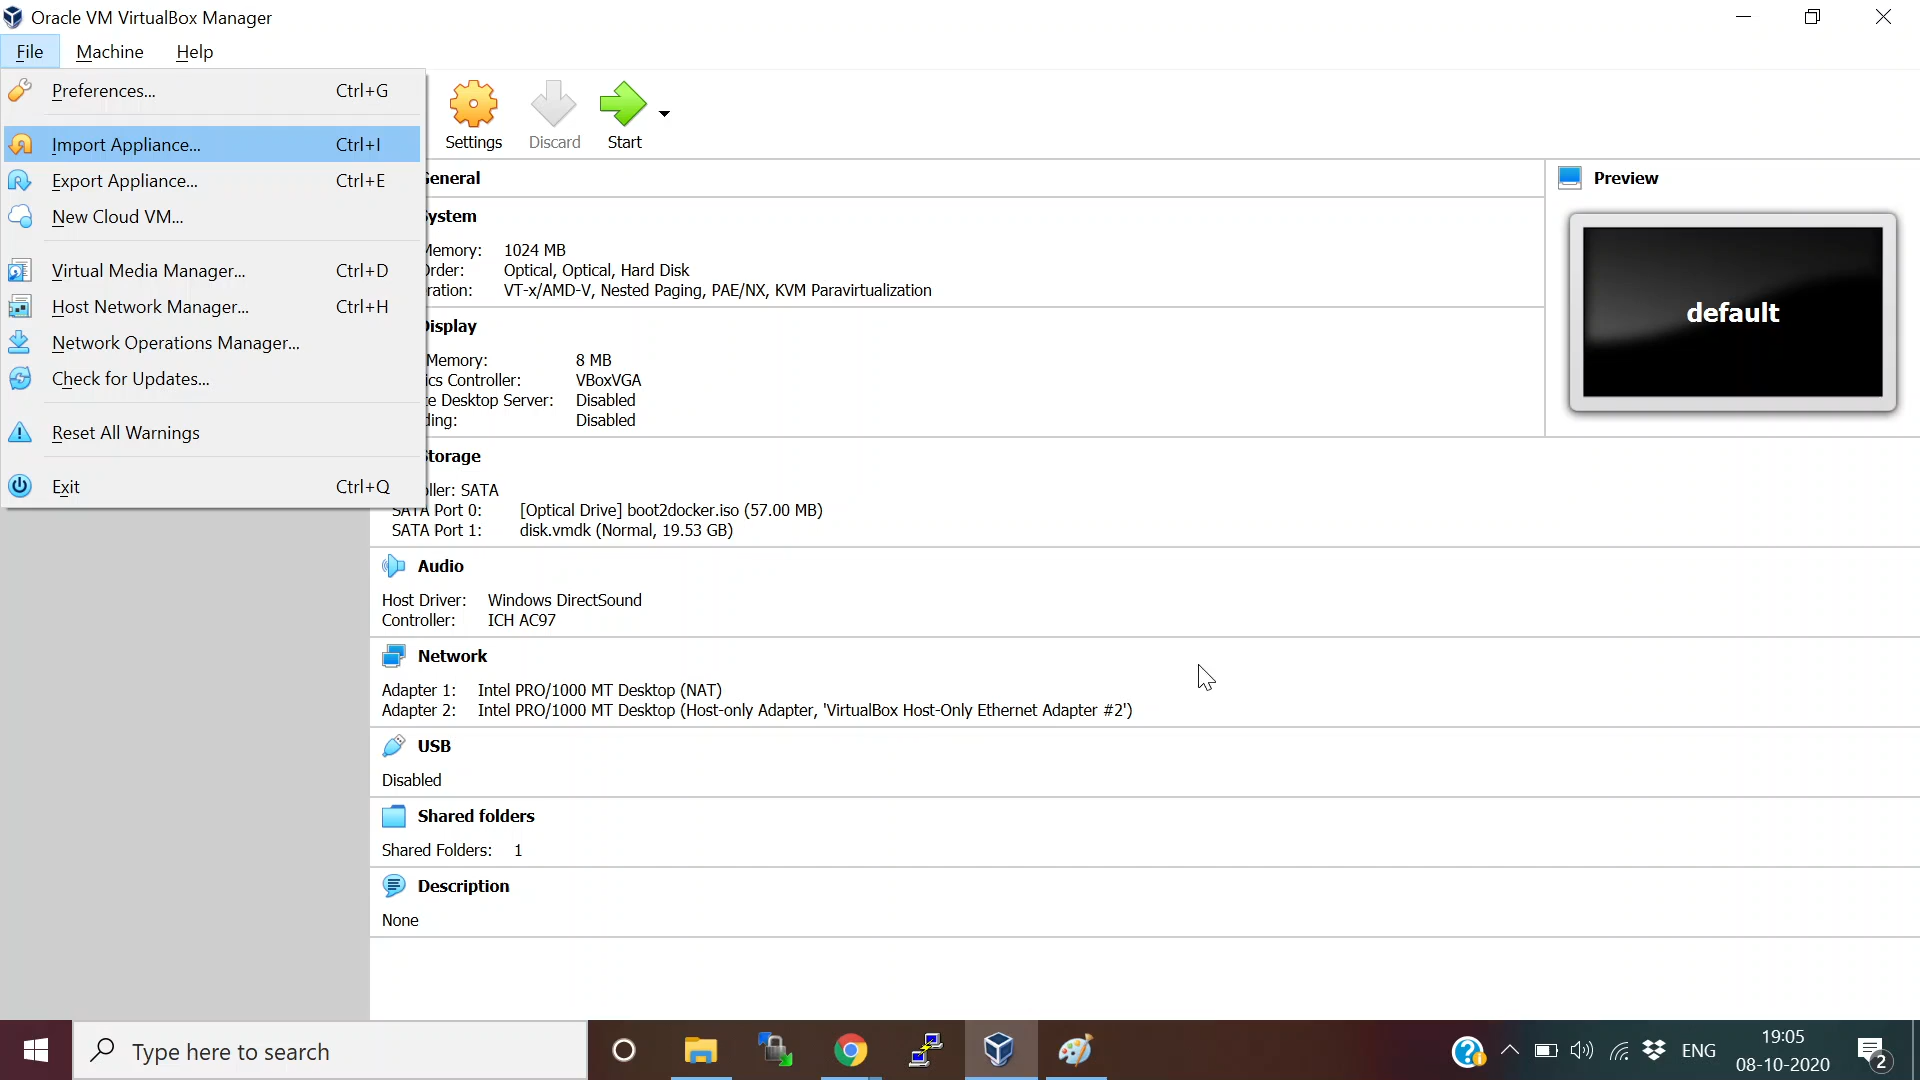 Oracle VM VirtualBox Manager
File Machine Help
Preferences... Ctrl+G
Import Appliance... Ctrl+I
Export Appliance... Ctrl+E
New Cloud VM...
Virtual Media Manager... Ctrl+D
Host Network Manager... Ctrl+H
Network Operations Manager...
Check for Updates...
Reset All Warnings
Exit Ctrl+Q
Settings Discard Start
General
System
Memory: 1024 MB
Order: Optical, Optical, Hard Disk
ration: VT-x/AMD-V, Nested Paging, PAE/NX, KVM Paravirtualization
Display
Memory: 8 MB
ics Controller: VBoxVGA
e Desktop Server: Disabled
ding: Disabled
Preview
default
Storage
ller: SATA
SATA Port 0: [Optical Drive] boot2docker.iso (57.00 MB)
SATA Port 1: disk.vmdk (Normal, 19.53 GB)
Audio
Host Driver: Windows DirectSound
Controller: ICH AC97
Network
Adapter 1: Intel PRO/1000 MT Desktop (NAT)
Adapter 2: Intel PRO/1000 MT Desktop (Host-only Adapter, 'VirtualBox Host-Only Ethernet Adapter #2')
USB
Disabled
Shared folders
Shared Folders: 1
Description
None
Type here to search
ENG
19:05
08-10-2020
2